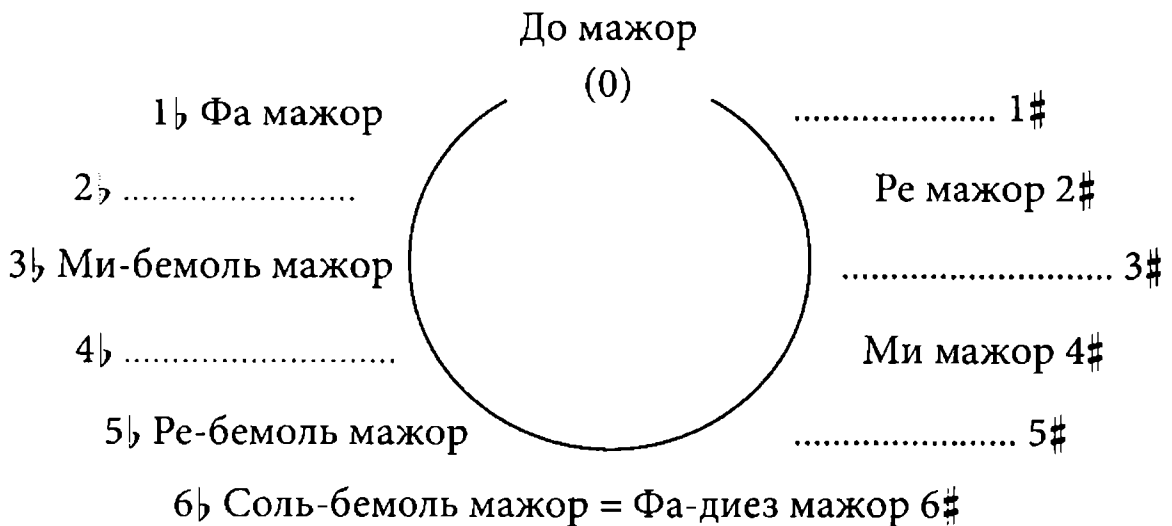 До мажор
(0)
1♭ Фа мажор ..................... 1♯
2♭ ........................ Ре мажор 2♯
3♭ Ми-бемоль мажор ............................ 3♯
4♭ ............................ Ми мажор 4♯
5♭ Ре-бемоль мажор ....................... 5♯
6♭ Соль-бемоль мажор = Фа-диез мажор 6♯